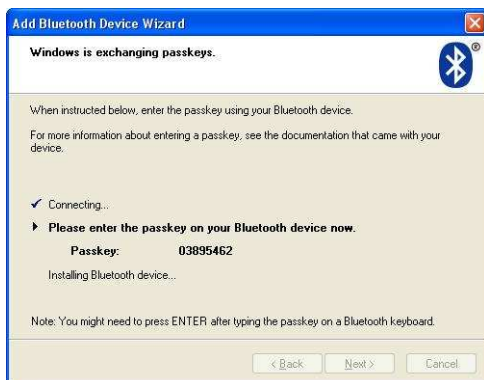 Add Bluetooth Device Wizard
Windows is exchanging passkeys.
When instructed below, enter the passkey using your Bluetooth device.
For more information about entering a passkey, see the documentation that came with your
device.
Connecting...
Please enter the passkey on your Bluetooth device now.
Passkey: 03895462
Installing Bluetooth device...
Note: You might need to press ENTER after typing the passkey on a Bluetooth keyboard.
< Back Next > Cancel